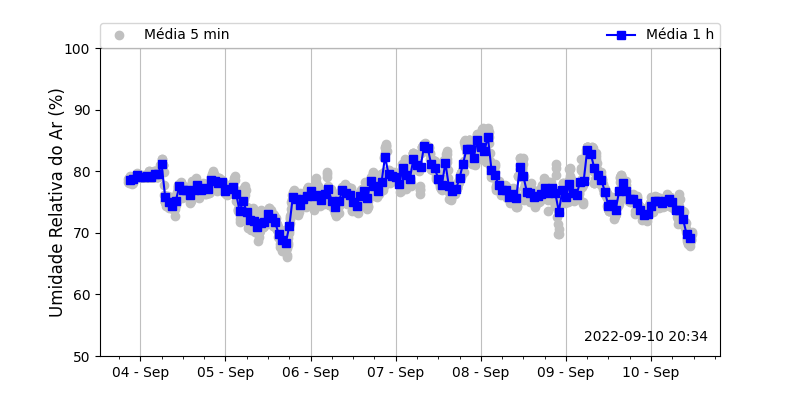 Média 5 min
Média 1 h
Umidade Relativa do Ar (%)
100
90
80
70
60
50
2022-09-10 20:34
04 - Sep
05 - Sep
06 - Sep
07 - Sep
08 - Sep
09 - Sep
10 - Sep